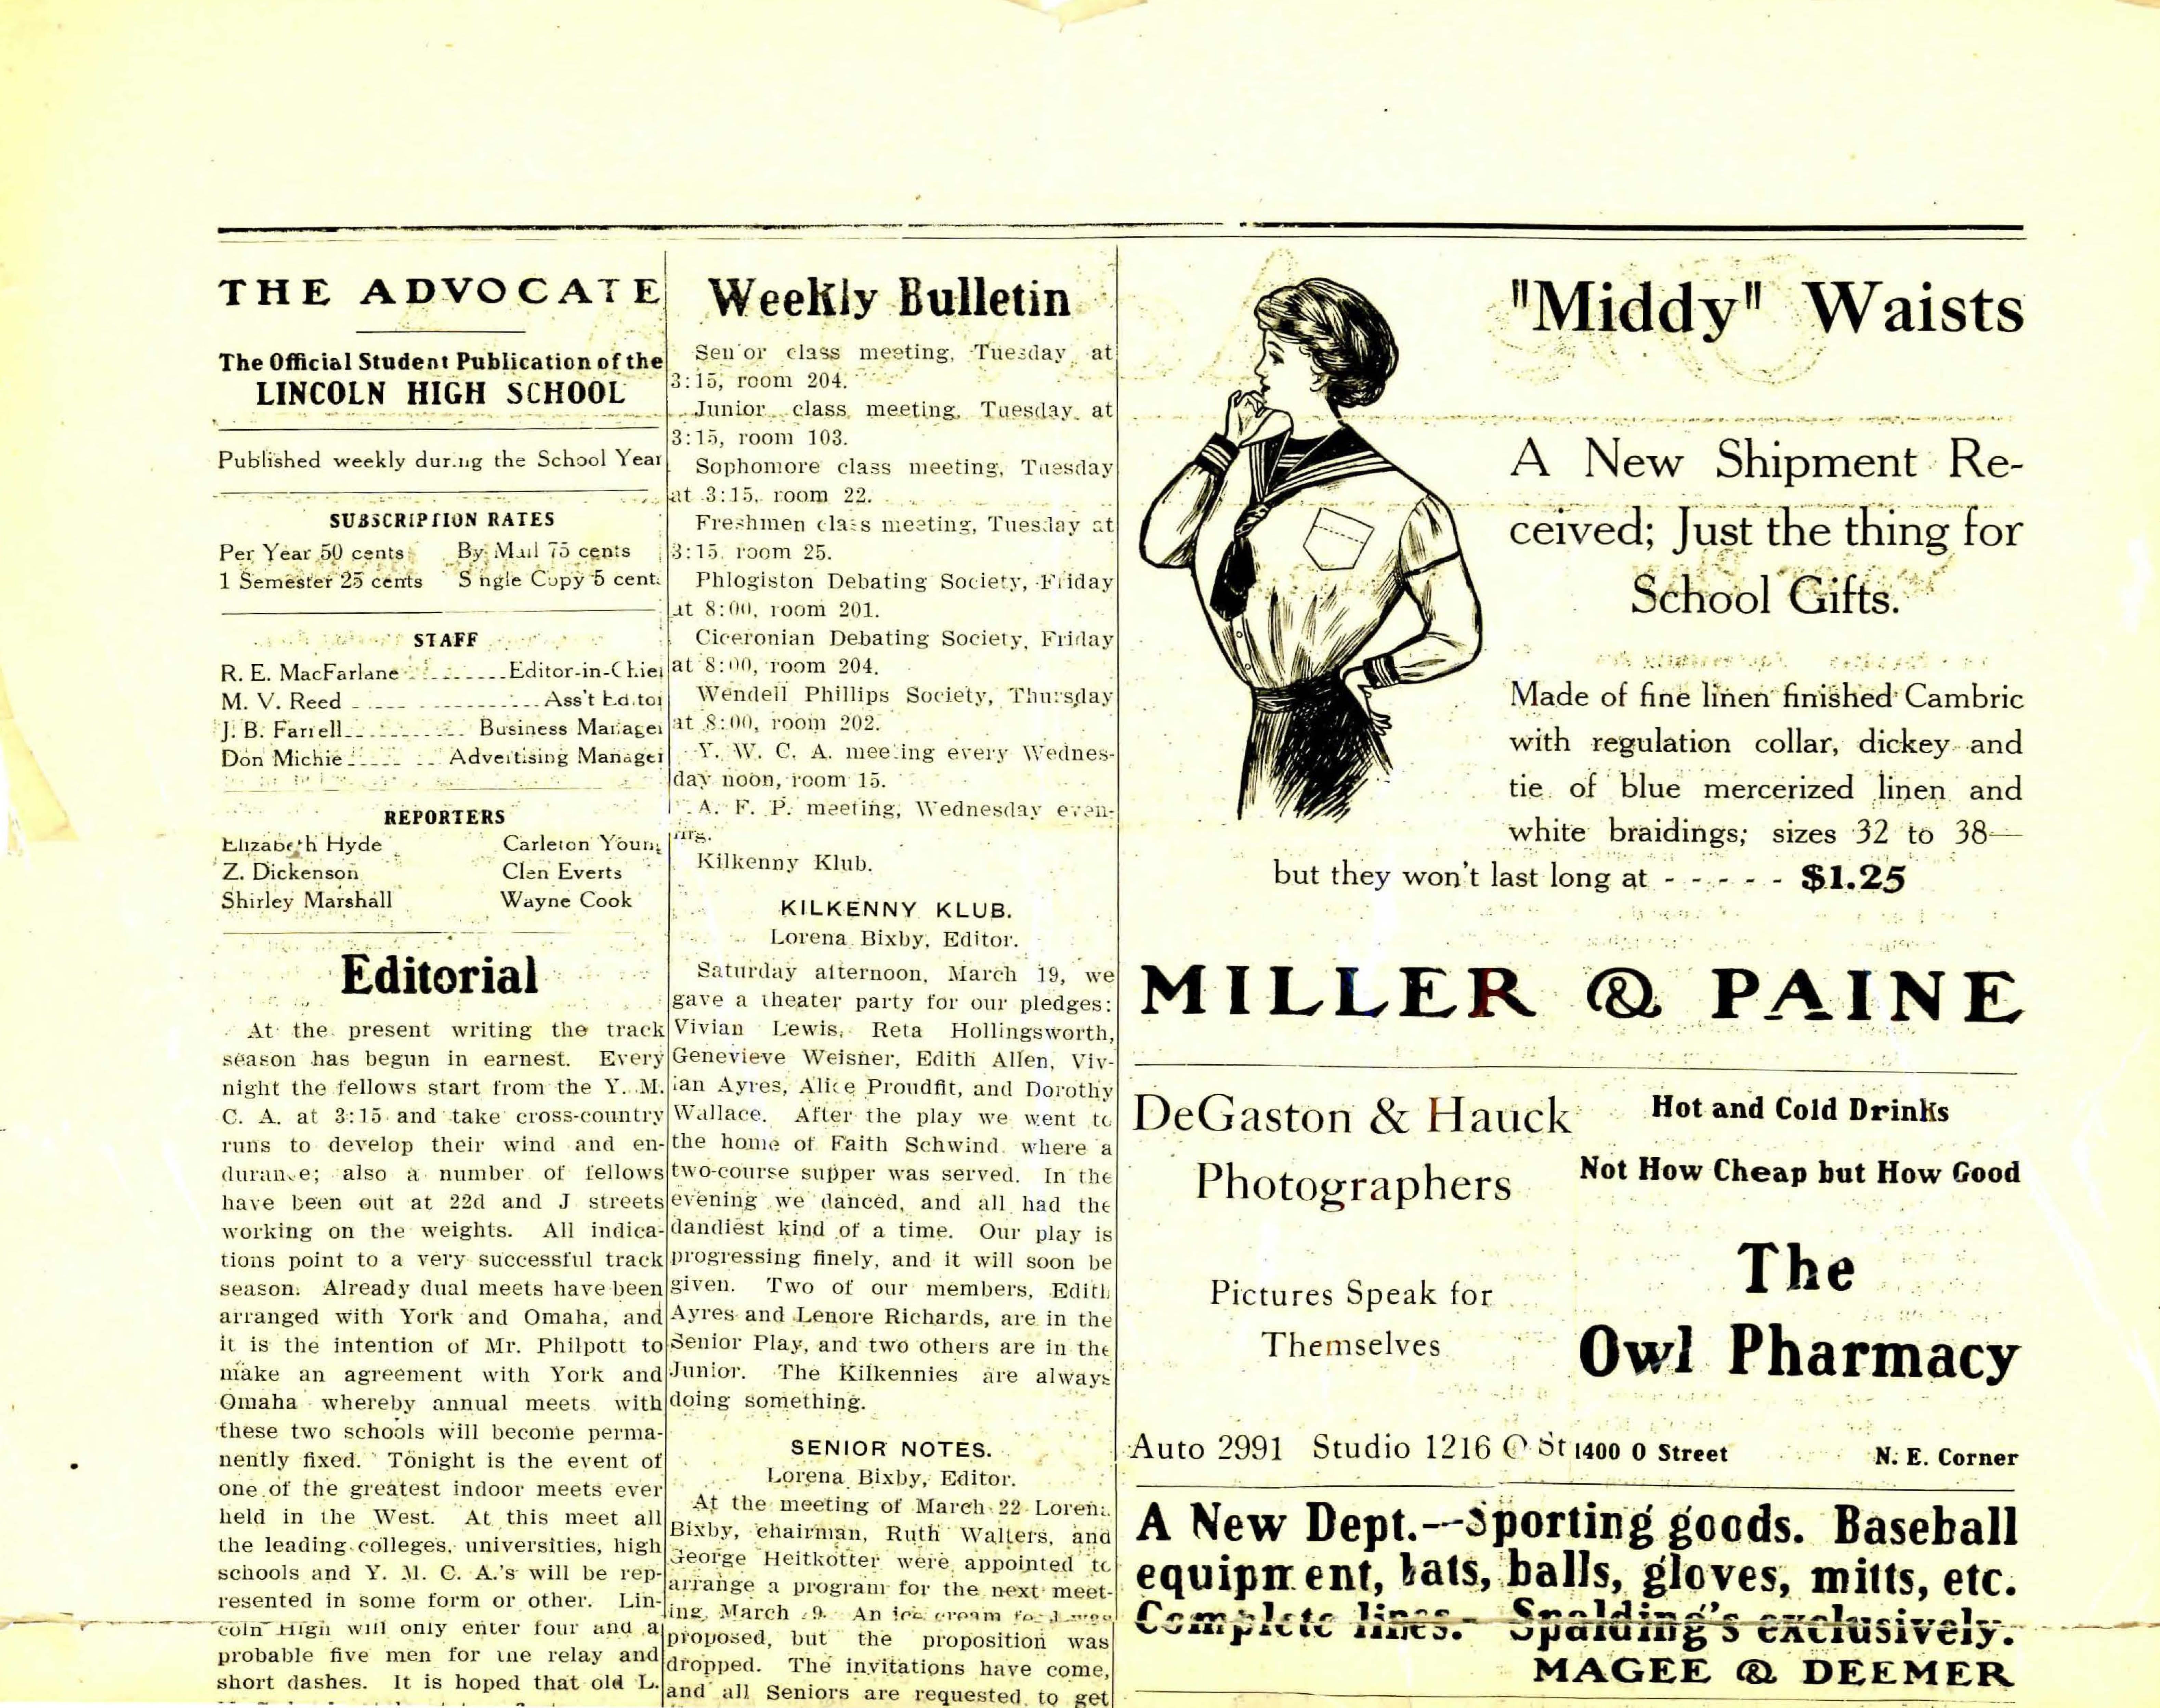 THE ADVOCATE
The Official Student Publication of the
LINCOLN HIGH SCHOOL
Published weekly during the School Year
SUBSCRIPTION RATES
Per Year 50 cents By Mail 75 cents
1 Semester 25 cents S ngle Copy 5 cent
STAFF
R. E. MacFarlane Editor-in-Chief
M. V. Reed Ass't Editor
J. B. Farrell Business Manager
Don Michie Advertising Manager
REPORTERS
Elizabeth Hyde Carleton Young
Z. Dickenson Clen Everts
Shirley Marshall Wayne Cook
Editorial
At the present writing the track
season has begun in earnest. Every
night the fellows start from the Y. M.
C. A. at 3:15 and take cross-country
runs to develop their wind and en-
durance; also a number of fellows
have been out at 22d and J streets
working on the weights. All indica-
tions point to a very successful track
season. Already dual meets have been
arranged with York and Omaha, and
it is the intention of Mr. Philpott to
make an agreement with York and
Omaha whereby annual meets with
these two schools will become perma-
nently fixed. Tonight is the event of
one of the greatest indoor meets ever
held in the West. At this meet all
the leading colleges, universities, high
schools and Y. M. C. A.'s will be rep-
resented in some form or other. Lin-
coln High will only enter four and a
probable five men for the relay and
short dashes. It is hoped that old L.
Weekly Bulletin
Senior class meeting, Tuesday at
3:15, room 204.
Junior class meeting, Tuesday at
3:15, room 103.
Sophomore class meeting, Tuesday
at 3:15, room 22.
Freshmen class meeting, Tuesday at
3:15, room 25.
Phlogiston Debating Society, Friday
at 8:00, room 201.
Ciceronian Debating Society, Friday
at 8:00, room 204.
Wendell Phillips Society, Thursday
at 8:00, room 202.
Y. W. C. A. meeting every Wednes-
day noon, room 15.
A. F. P. meeting, Wednesday even-
ing.
Kilkenny Klub.
KILKENNY KLUB.
Lorena Bixby, Editor.
Saturday afternoon, March 19, we
gave a theater party for our pledges:
Vivian Lewis, Reta Hollingsworth,
Genevieve Weisner, Edith Allen, Viv-
ian Ayres, Alice Proudfit, and Dorothy
Wallace. After the play we went to
the home of Faith Schwind, where a
two-course supper was served. In the
evening we danced, and all had the
dandiest kind of a time. Our play is
progressing finely, and it will soon be
given. Two of our members, Edith
Ayres and Lenore Richards, are in the
Senior Play, and two others are in the
Junior. The Kilkennies are always
doing something.
SENIOR NOTES.
Lorena Bixby, Editor.
At the meeting of March 22 Lorena
Bixby, chairman, Ruth Walters, and
George Heitkotter were appointed to
arrange a program for the next meet-
ing, March 9. An ice cream
proposed, but the proposition was
dropped. The invitations have come,
and all Seniors are requested to get
"Middy" Waists
A New Shipment Re-
ceived; Just the thing for
School Gifts.
Made of fine linen finished Cambric
with regulation collar, dickey and
tie of blue mercerized linen and
white braidings; sizes 32 to 38—
but they won't last long at - - - - - $1.25
MILLER & PAINE
DeGaston & Hauck
Photographers
Pictures Speak for
Themselves
Auto 2991 Studio 1216 O St
Hot and Cold Drinks
Not How Cheap but How Good
The
Owl Pharmacy
1400 O Street N. E. Corner
A New Dept.--Sporting goods. Baseball
equipment, bats, balls, gloves, mitts, etc.
Complete lines. Spalding's exclusively.
MAGEE & DEEMER